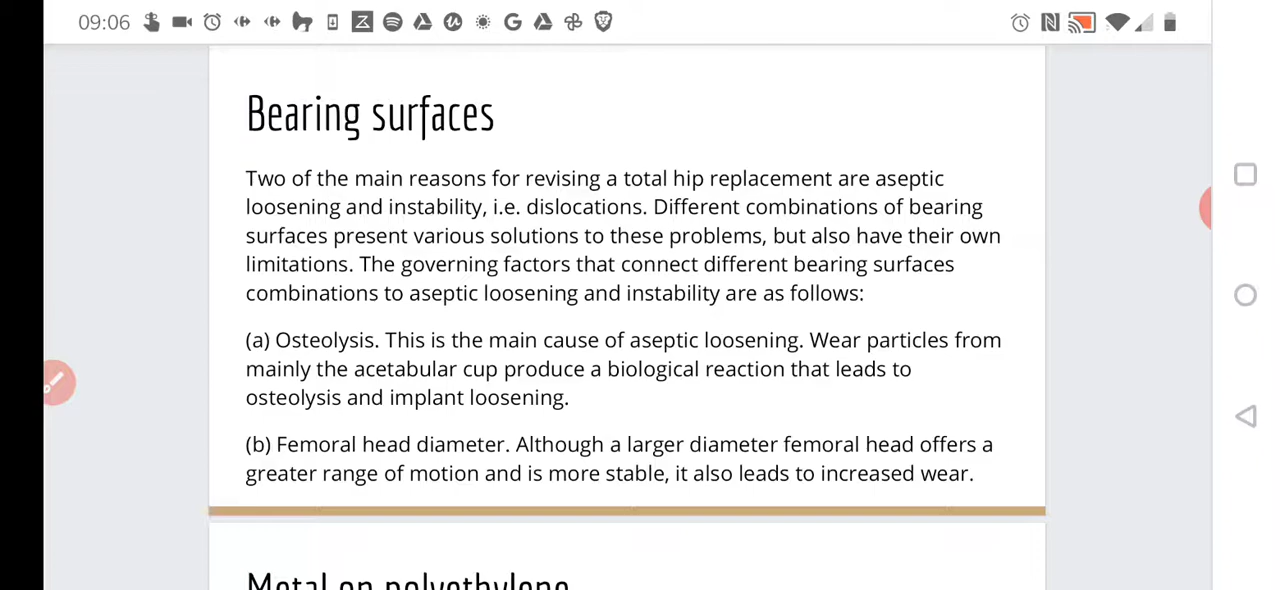 09:06
Bearing surfaces
Two of the main reasons for revising a total hip replacement are aseptic
loosening and instability, i.e. dislocations. Different combinations of bearing
surfaces present various solutions to these problems, but also have their own
limitations. The governing factors that connect different bearing surfaces
combinations to aseptic loosening and instability are as follows:
(a) Osteolysis. This is the main cause of aseptic loosening. Wear particles from
mainly the acetabular cup produce a biological reaction that leads to
osteolysis and implant loosening.
(b) Femoral head diameter. Although a larger diameter femoral head offers a
greater range of motion and is more stable, it also leads to increased wear.
Metal on polyethylene